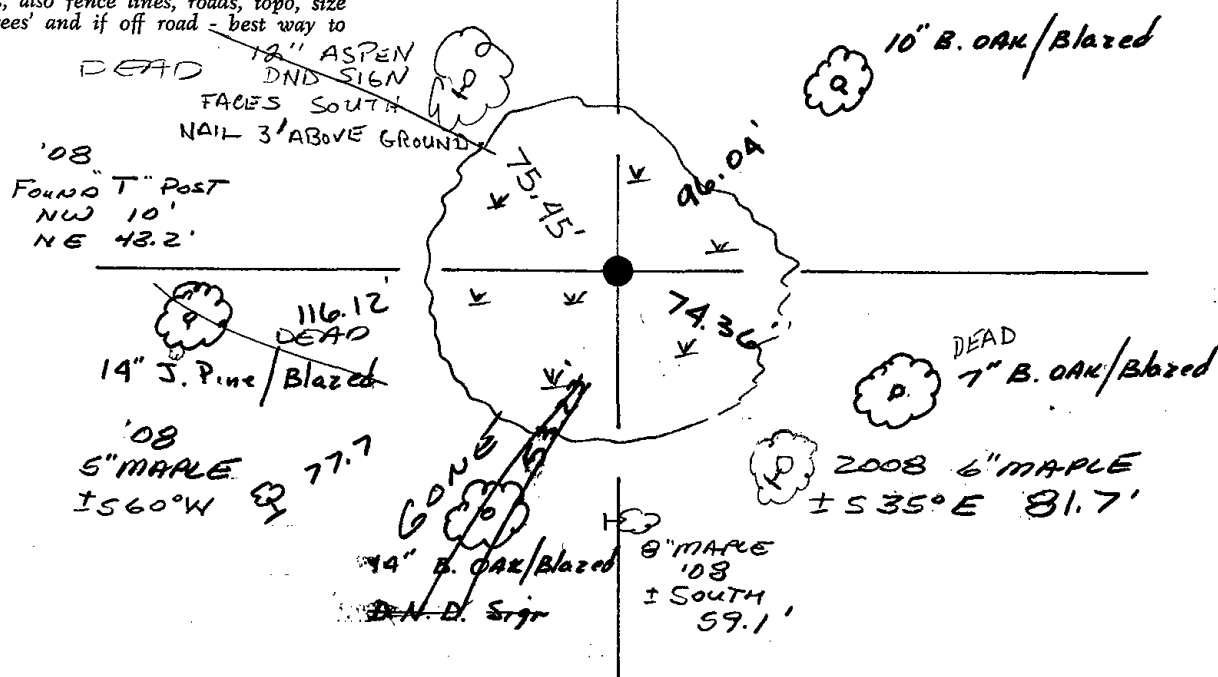 , also fence lines, roads, topo, size
ees' and if off road - best way to
DEAD
12" ASPEN
DND SIGN
FACES SOUTH
NAIL 3' ABOVE GROUND
10" B. OAK/Blazed
'08
FOUND "T" POST
NW 10'
NE 43.2'
75.45'
96.04'
116.12'
DEAD
14" J. Pine/Blazed
74.36'
DEAD
7" B. OAK/Blazed
'08
5" MAPLE
±S60°W
77.7
GONE
14" B. OAK/Blazed
D.N.D. Sign
2008 6" MAPLE
±S35°E 81.7'
8" MAPLE
'08
± SOUTH
59.1'